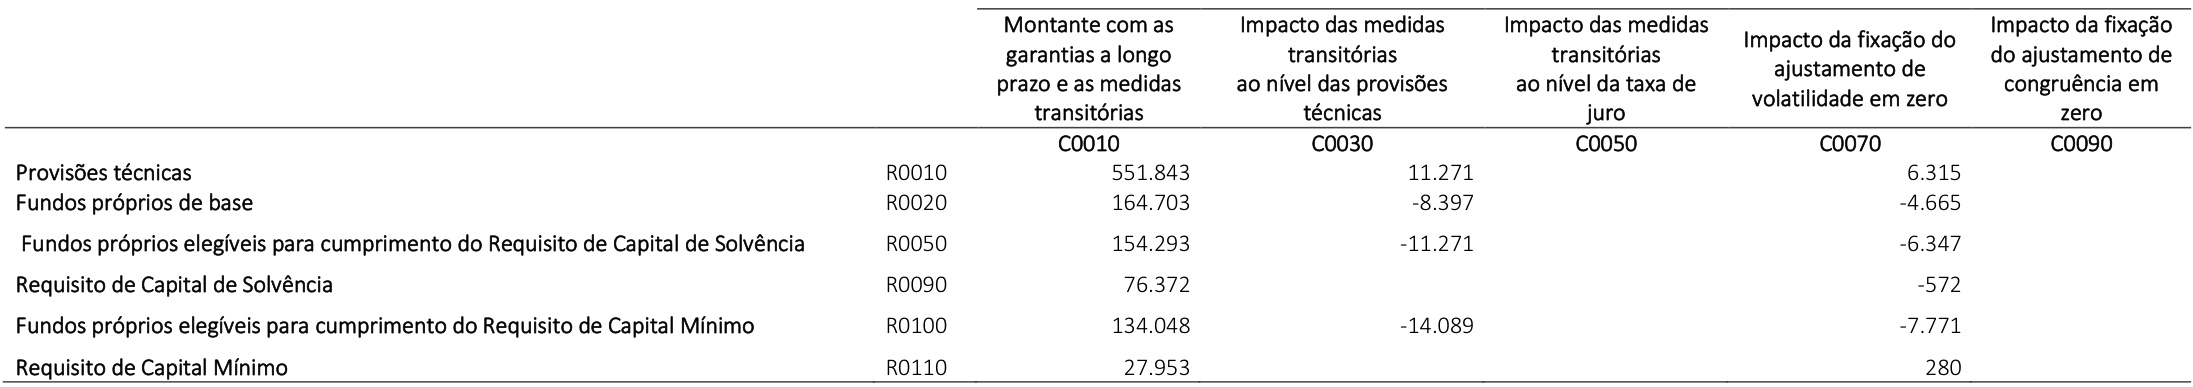 Montante com as garantias a longo prazo e as medidas transitórias
Impacto das medidas transitórias ao nível das provisões técnicas
Impacto das medidas transitórias ao nível da taxa de juro
Impacto da fixação do ajustamento de volatilidade em zero
Impacto da fixação do ajustamento de congruência em zero
C0010 C0030 C0050 C0070 C0090
Provisões técnicas R0010 551.843 11.271 6.315
Fundos próprios de base R0020 164.703 -8.397 -4.665
Fundos próprios elegíveis para cumprimento do Requisito de Capital de Solvência R0050 154.293 -11.271 -6.347
Requisito de Capital de Solvência R0090 76.372 -572
Fundos próprios elegíveis para cumprimento do Requisito de Capital Mínimo R0100 134.048 -14.089 -7.771
Requisito de Capital Mínimo R0110 27.953 280